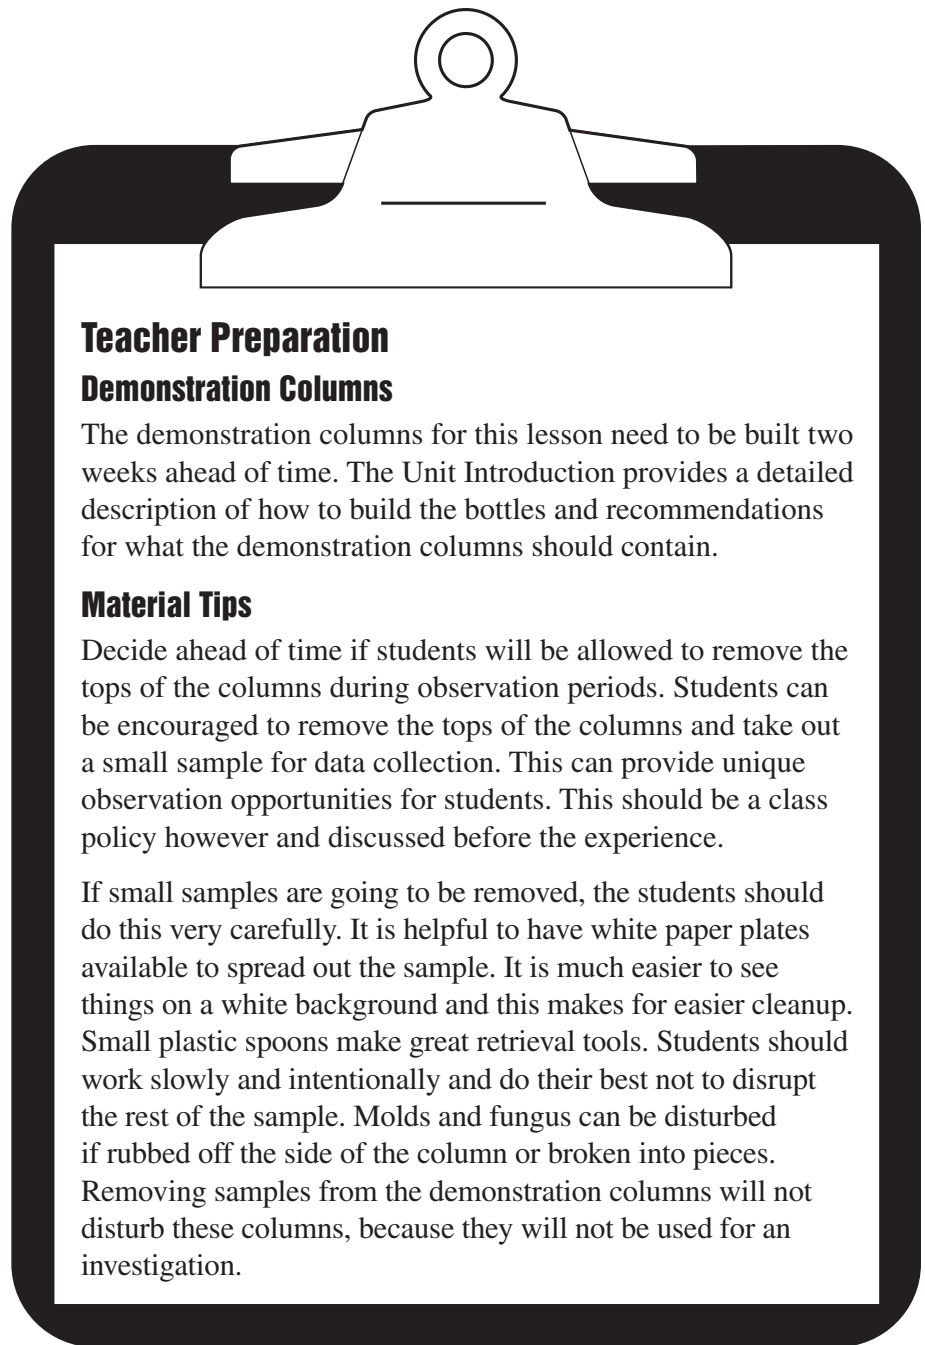 Teacher Preparation
Demonstration Columns
The demonstration columns for this lesson need to be built two
weeks ahead of time. The Unit Introduction provides a detailed
description of how to build the bottles and recommendations
for what the demonstration columns should contain.
Material Tips
Decide ahead of time if students will be allowed to remove the
tops of the columns during observation periods. Students can
be encouraged to remove the tops of the columns and take out
a small sample for data collection. This can provide unique
observation opportunities for students. This should be a class
policy however and discussed before the experience.
If small samples are going to be removed, the students should
do this very carefully. It is helpful to have white paper plates
available to spread out the sample. It is much easier to see
things on a white background and this makes for easier cleanup.
Small plastic spoons make great retrieval tools. Students should
work slowly and intentionally and do their best not to disrupt
the rest of the sample. Molds and fungus can be disturbed
if rubbed off the side of the column or broken into pieces.
Removing samples from the demonstration columns will not
disturb these columns, because they will not be used for an
investigation.